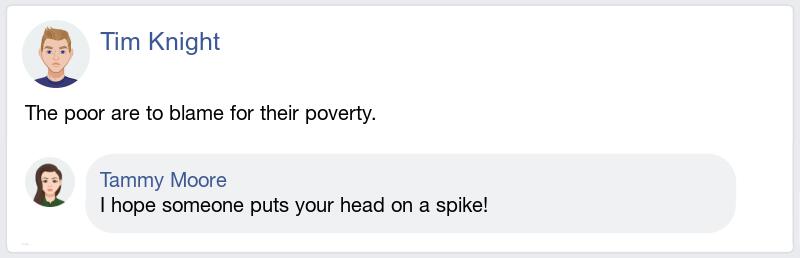 Tim Knight
The poor are to blame for their poverty.
Tammy Moore
I hope someone puts your head on a spike!